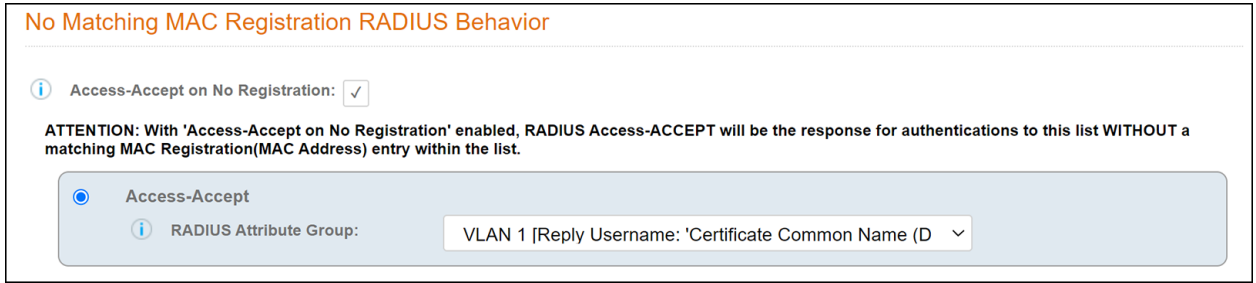 No Matching MAC Registration RADIUS Behavior
Access-Accept on No Registration:
ATTENTION: With 'Access-Accept on No Registration' enabled, RADIUS Access-ACCEPT will be the response for authentications to this list WITHOUT a
matching MAC Registration(MAC Address) entry within the list.
Access-Accept
RADIUS Attribute Group: VLAN 1 [Reply Username: 'Certificate Common Name (D